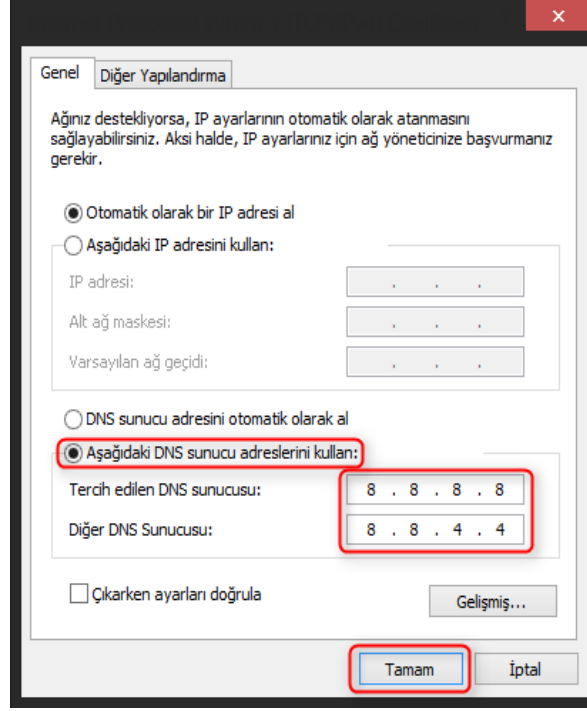 Genel
Diğer Yapılandırma
Ağınız destekliyorsa, IP ayarlarının otomatik olarak atanmasını
sağlayabilirsiniz. Aksi halde, IP ayarlarınız için ağ yöneticinize başvurmanız
gerekir.
Otomatik olarak bir IP adresi al
Aşağıdaki IP adresini kullan:
IP adresi:
Alt ağ maskesi:
Varsayılan ağ geçidi:
DNS sunucu adresini otomatik olarak al
Aşağıdaki DNS sunucu adreslerini kullan:
Tercih edilen DNS sunucusu: 8 . 8 . 8 . 8
Diğer DNS Sunucusu: 8 . 8 . 4 . 4
Çıkarken ayarları doğrula
Gelişmiş...
Tamam
İptal